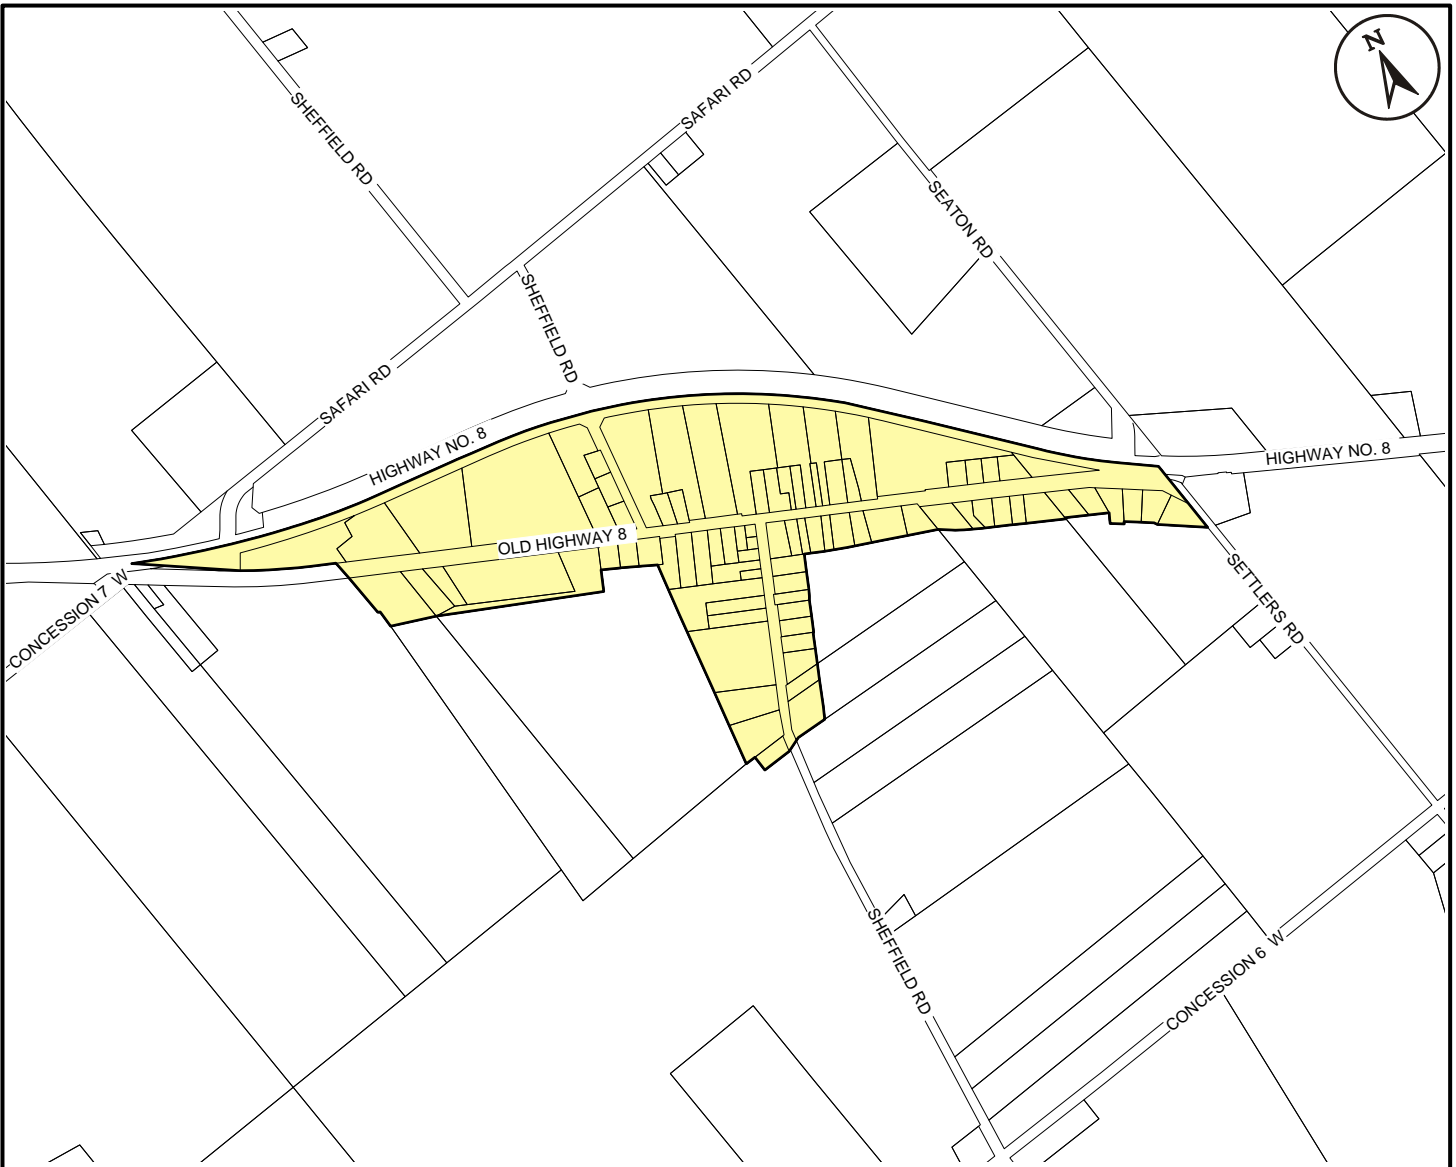 N
SHEFFIELD RD
SAFARI RD
SEATON RD
SHEFFIELD RD
SAFARI RD
HIGHWAY NO. 8
HIGHWAY NO. 8
OLD HIGHWAY 8
CONCESSION 7 W
SETTLERS RD
SHEFFIELD RD
CONCESSION 6 W